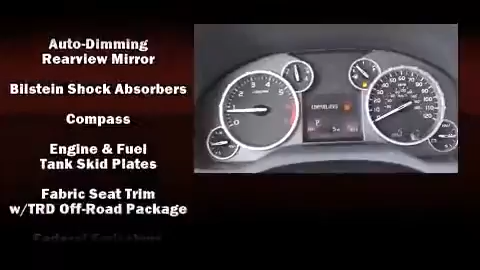 Auto-Dimming
Rearview Mirror
Bilstein Shock Absorbers
Compass
Engine & Fuel
Tank Skid Plates
Fabric Seat Trim
w/TRD Off-Road Package